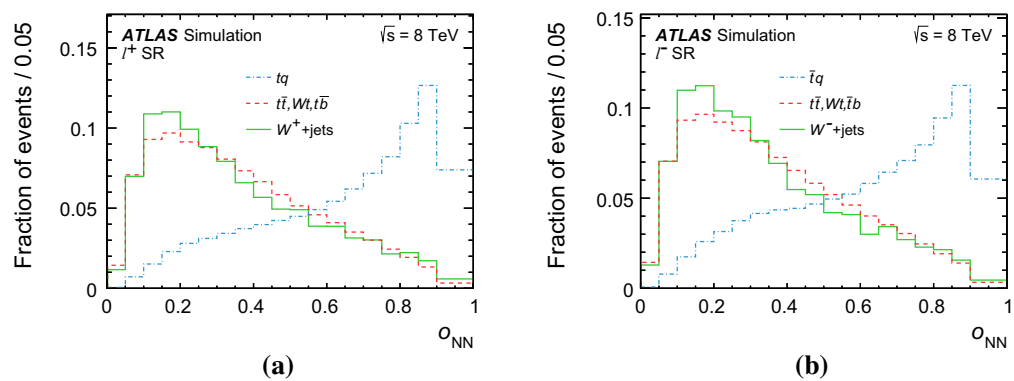 Fraction of events / 0.05
ATLAS Simulation
l⁺ SR
√s = 8 TeV
tq
tt̄,Wt,tb̄
W⁺+jets
0.15
0.1
0.05
0
0 0.2 0.4 0.6 0.8 1
oNN
(a)
Fraction of events / 0.05
ATLAS Simulation
l⁻ SR
√s = 8 TeV
t̄q
tt̄,Wt,t̄b
W⁻+jets
0.15
0.1
0.05
0
0 0.2 0.4 0.6 0.8 1
oNN
(b)